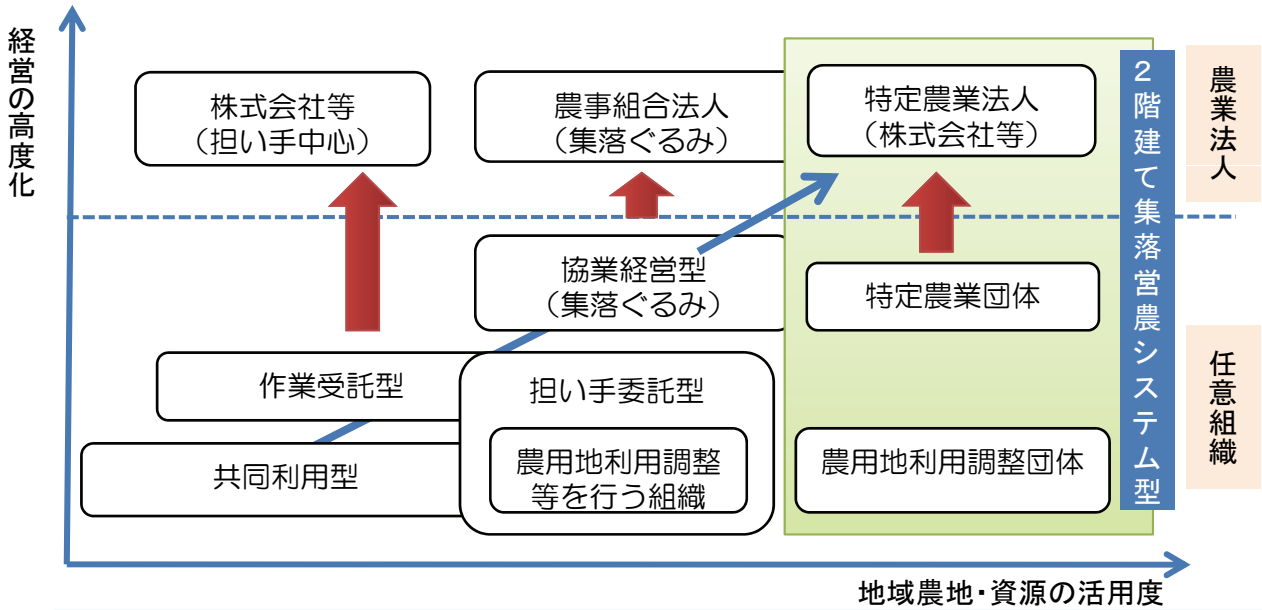 経営の高度化
株式会社等
（担い手中心）
農事組合法人
（集落ぐるみ）
特定農業法人
（株式会社等）
2階建て集落営農システム型
農業法人
協業経営型
（集落ぐるみ）
特定農業団体
作業受託型
担い手委託型
任意組織
共同利用型
農用地利用調整
等を行う組織
農用地利用調整団体
地域農地・資源の活用度